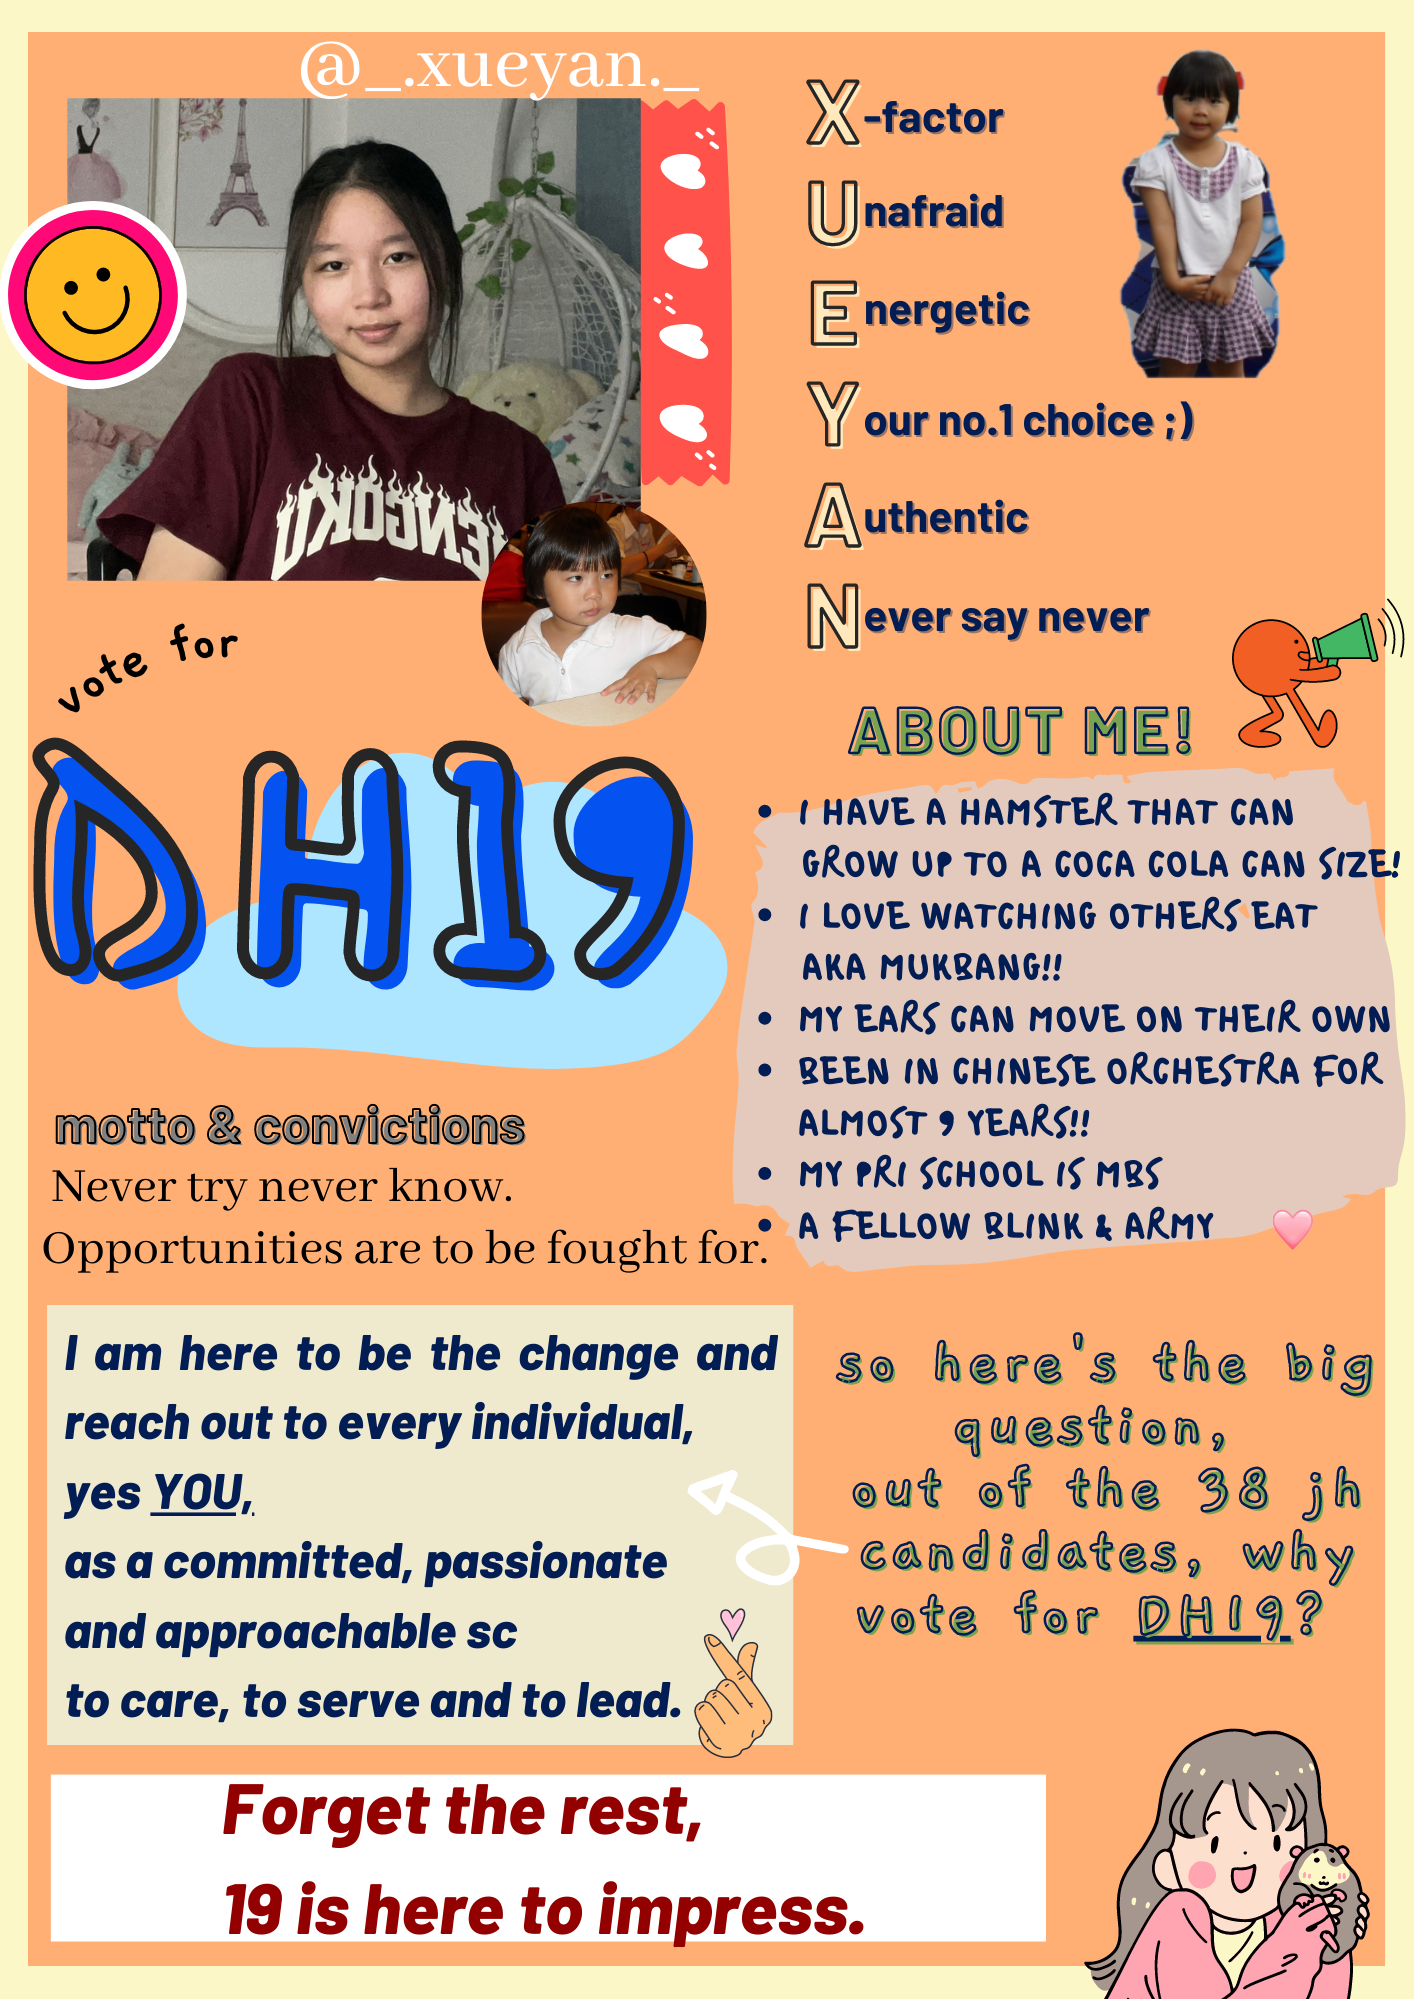 @_.xueyan._
X-factor
Unafraid
Energetic
Your no.1 choice ;)
Authentic
Never say never
JENGOKU
vote for
DH19
ABOUT ME!
• I HAVE A HAMSTER THAT CAN
GROW UP TO A COCA COLA CAN SIZE!
• I LOVE WATCHING OTHERS EAT
AKA MUKBANG!!
• MY EARS CAN MOVE ON THEIR OWN
• BEEN IN CHINESE ORCHESTRA FOR
ALMOST 9 YEARS!!
• MY PRI SCHOOL IS MBS
• A FELLOW BLINK & ARMY
motto & convictions
Never try never know.
Opportunities are to be fought for.
I am here to be the change and
reach out to every individual,
yes YOU,
as a committed, passionate
and approachable sc
to care, to serve and to lead.
so here's the big
question,
out of the 38 jh
candidates, why
vote for DH19?
Forget the rest,
19 is here to impress.